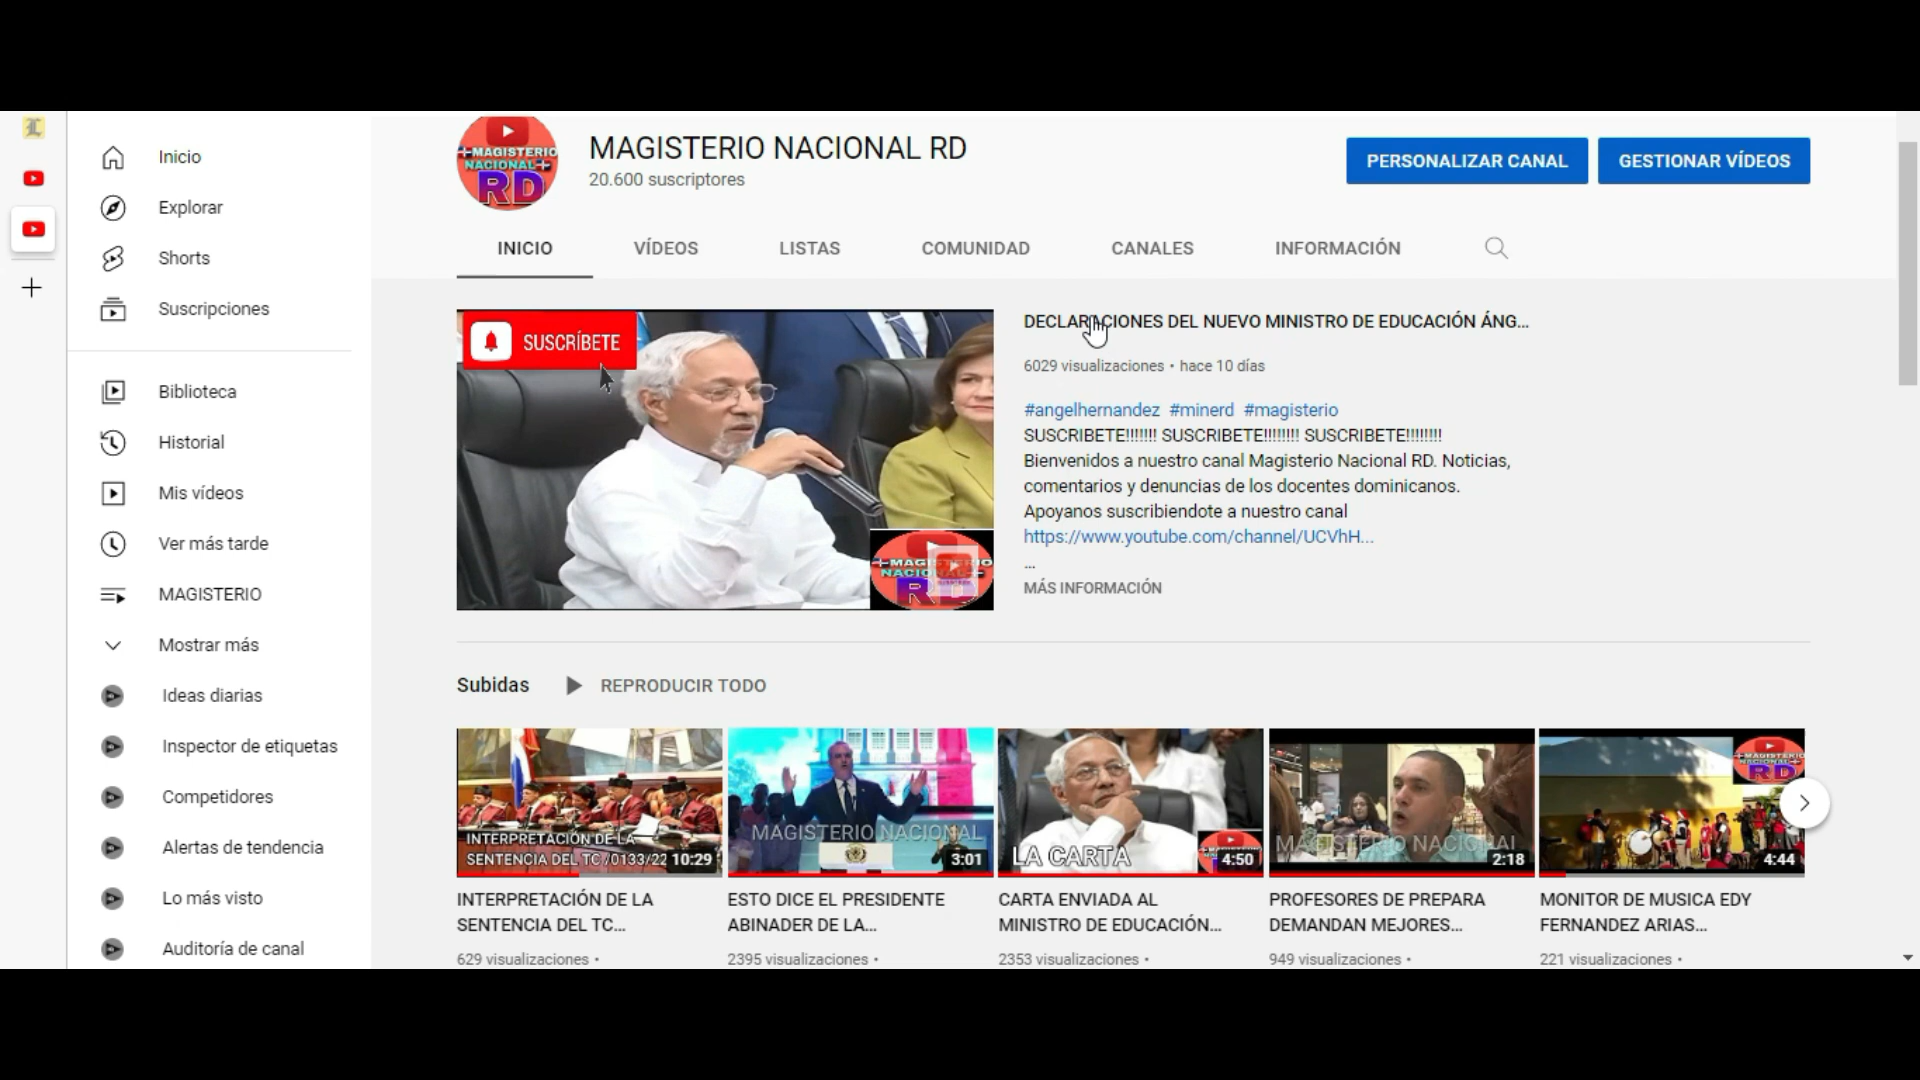 MAGISTERIO
NACIONAL
RD
MAGISTERIO NACIONAL RD
20.600 suscriptores
PERSONALIZAR CANAL
GESTIONAR VÍDEOS
INICIO
VÍDEOS
LISTAS
COMUNIDAD
CANALES
INFORMACIÓN
Inicio
Explorar
Shorts
Suscripciones
Biblioteca
Historial
Mis vídeos
Ver más tarde
MAGISTERIO
Mostrar más
Ideas diarias
Inspector de etiquetas
Competidores
Alertas de tendencia
Lo más visto
Auditoría de canal
SUSCRÍBETE
DECLARACIONES DEL NUEVO MINISTRO DE EDUCACIÓN ÁNG...
6029 visualizaciones • hace 10 días
#angelhernandez #minerd #magisterio
SUSCRIBETE!!!!!!! SUSCRIBETE!!!!!!!! SUSCRIBETE!!!!!!!!
Bienvenidos a nuestro canal Magisterio Nacional RD. Noticias,
comentarios y denuncias de los docentes dominicanos.
Apoyanos suscribiendote a nuestro canal
https://www.youtube.com/channel/UCVhH...
...
MÁS INFORMACIÓN
Subidas
REPRODUCIR TODO
INTERPRETACIÓN DE LA
SENTENCIA DEL TC /0133/22
10:29
INTERPRETACIÓN DE LA
SENTENCIA DEL TC...
629 visualizaciones •
MAGISTERIO NACIONAL
3:01
ESTO DICE EL PRESIDENTE
ABINADER DE LA...
2395 visualizaciones •
LA CARTA
4:50
CARTA ENVIADA AL
MINISTRO DE EDUCACIÓN...
2353 visualizaciones •
MAGISTERIO NACIONAL
2:18
PROFESORES DE PREPARA
DEMANDAN MEJORES...
949 visualizaciones •
MAGISTERIO
NACIONAL
RD
4:44
MONITOR DE MUSICA EDY
FERNANDEZ ARIAS...
221 visualizaciones •